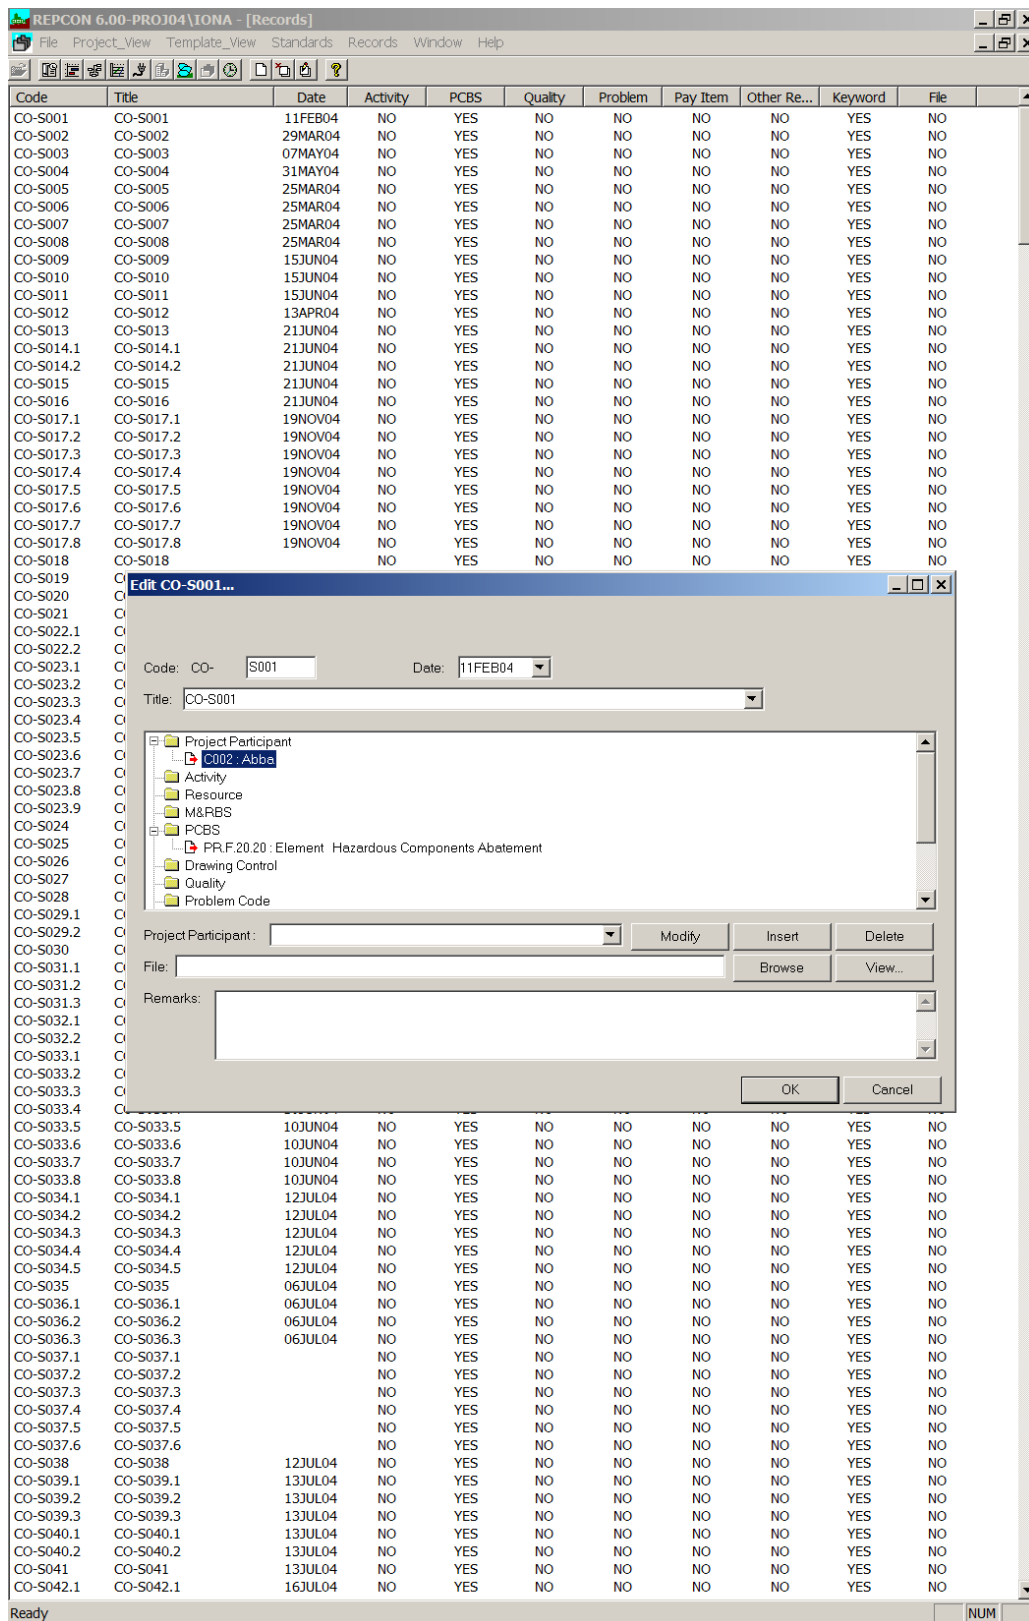 REPCON 6.00-PROJ04\IONA - [Records]
File Project_View Template_View Standards Records Window Help
Code Title Date Activity PCBS Quality Problem Pay Item Other Re... Keyword File
CO-S001 CO-S001 11FEB04 NO YES NO NO NO NO YES NO
CO-S002 CO-S002 29MAR04 NO YES NO NO NO NO YES NO
CO-S003 CO-S003 07MAY04 NO YES NO NO NO NO YES NO
CO-S004 CO-S004 31MAY04 NO YES NO NO NO NO YES NO
CO-S005 CO-S005 25MAR04 NO YES NO NO NO NO YES NO
CO-S006 CO-S006 25MAR04 NO YES NO NO NO NO YES NO
CO-S007 CO-S007 25MAR04 NO YES NO NO NO NO YES NO
CO-S008 CO-S008 25MAR04 NO YES NO NO NO NO YES NO
CO-S009 CO-S009 15JUN04 NO YES NO NO NO NO YES NO
CO-S010 CO-S010 15JUN04 NO YES NO NO NO NO YES NO
CO-S011 CO-S011 15JUN04 NO YES NO NO NO NO YES NO
CO-S012 CO-S012 13APR04 NO YES NO NO NO NO YES NO
CO-S013 CO-S013 21JUN04 NO YES NO NO NO NO YES NO
CO-S014.1 CO-S014.1 21JUN04 NO YES NO NO NO NO YES NO
CO-S014.2 CO-S014.2 21JUN04 NO YES NO NO NO NO YES NO
CO-S015 CO-S015 21JUN04 NO YES NO NO NO NO YES NO
CO-S016 CO-S016 21JUN04 NO YES NO NO NO NO YES NO
CO-S017.1 CO-S017.1 19NOV04 NO YES NO NO NO NO YES NO
CO-S017.2 CO-S017.2 19NOV04 NO YES NO NO NO NO YES NO
CO-S017.3 CO-S017.3 19NOV04 NO YES NO NO NO NO YES NO
CO-S017.4 CO-S017.4 19NOV04 NO YES NO NO NO NO YES NO
CO-S017.5 CO-S017.5 19NOV04 NO YES NO NO NO NO YES NO
CO-S017.6 CO-S017.6 19NOV04 NO YES NO NO NO NO YES NO
CO-S017.7 CO-S017.7 19NOV04 NO YES NO NO NO NO YES NO
CO-S017.8 CO-S017.8 19NOV04 NO YES NO NO NO NO YES NO
CO-S018 CO-S018 NO YES NO NO NO NO YES NO
CO-S019
CO-S020
CO-S021
CO-S022.1
CO-S022.2
CO-S023.1
CO-S023.2
CO-S023.3
CO-S023.4
CO-S023.5
CO-S023.6
CO-S023.7
CO-S023.8
CO-S023.9
CO-S024
CO-S025
CO-S026
CO-S027
CO-S028
CO-S029.1
CO-S029.2
CO-S030
CO-S031.1
CO-S031.2
CO-S031.3
CO-S032.1
CO-S032.2
CO-S033.1
CO-S033.2
CO-S033.3
CO-S033.4
Edit CO-S001...
Code: CO- S001 Date: 11FEB04
Title: CO-S001
Project Participant
C002 : Abba
Activity
Resource
M&RBS
PCBS
PR.F.20.20 : Element Hazardous Components Abatement
Drawing Control
Quality
Problem Code
Project Participant : Modify Insert Delete
File: Browse View...
Remarks:
OK Cancel
CO-S033.5 CO-S033.5 10JUN04 NO YES NO NO NO NO YES NO
CO-S033.6 CO-S033.6 10JUN04 NO YES NO NO NO NO YES NO
CO-S033.7 CO-S033.7 10JUN04 NO YES NO NO NO NO YES NO
CO-S033.8 CO-S033.8 10JUN04 NO YES NO NO NO NO YES NO
CO-S034.1 CO-S034.1 12JUL04 NO YES NO NO NO NO YES NO
CO-S034.2 CO-S034.2 12JUL04 NO YES NO NO NO NO YES NO
CO-S034.3 CO-S034.3 12JUL04 NO YES NO NO NO NO YES NO
CO-S034.4 CO-S034.4 12JUL04 NO YES NO NO NO NO YES NO
CO-S034.5 CO-S034.5 12JUL04 NO YES NO NO NO NO YES NO
CO-S035 CO-S035 06JUL04 NO YES NO NO NO NO YES NO
CO-S036.1 CO-S036.1 06JUL04 NO YES NO NO NO NO YES NO
CO-S036.2 CO-S036.2 06JUL04 NO YES NO NO NO NO YES NO
CO-S036.3 CO-S036.3 06JUL04 NO YES NO NO NO NO YES NO
CO-S037.1 CO-S037.1 NO YES NO NO NO NO YES NO
CO-S037.2 CO-S037.2 NO YES NO NO NO NO YES NO
CO-S037.3 CO-S037.3 NO YES NO NO NO NO YES NO
CO-S037.4 CO-S037.4 NO YES NO NO NO NO YES NO
CO-S037.5 CO-S037.5 NO YES NO NO NO NO YES NO
CO-S037.6 CO-S037.6 NO YES NO NO NO NO YES NO
CO-S038 CO-S038 12JUL04 NO YES NO NO NO NO YES NO
CO-S039.1 CO-S039.1 13JUL04 NO YES NO NO NO NO YES NO
CO-S039.2 CO-S039.2 13JUL04 NO YES NO NO NO NO YES NO
CO-S039.3 CO-S039.3 13JUL04 NO YES NO NO NO NO YES NO
CO-S040.1 CO-S040.1 13JUL04 NO YES NO NO NO NO YES NO
CO-S040.2 CO-S040.2 13JUL04 NO YES NO NO NO NO YES NO
CO-S041 CO-S041 13JUL04 NO YES NO NO NO NO YES NO
CO-S042.1 CO-S042.1 16JUL04 NO YES NO NO NO NO YES NO
Ready NUM